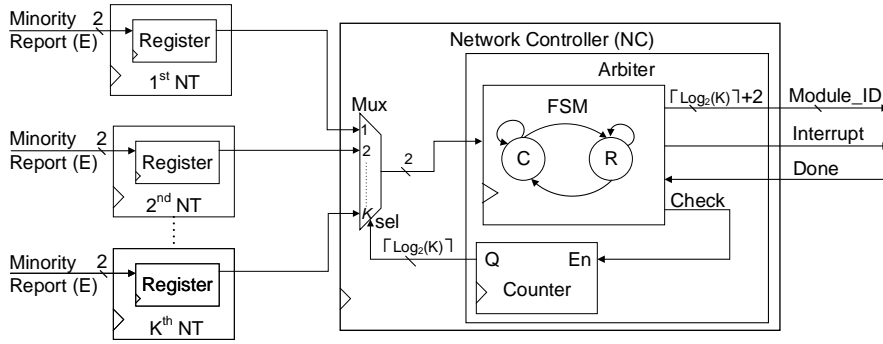 Minority 2
Report (E)
Register
1st NT
Minority 2
Report (E)
Register
2nd NT
Minority 2
Report (E)
Register
Kth NT
Network Controller (NC)
Arbiter
Mux
1
2
K
sel
2
FSM
C
R
⌈Log2(K)⌉+2
Module_ID
Interrupt
Done
Check
⌈Log2(K)⌉
Q
En
Counter